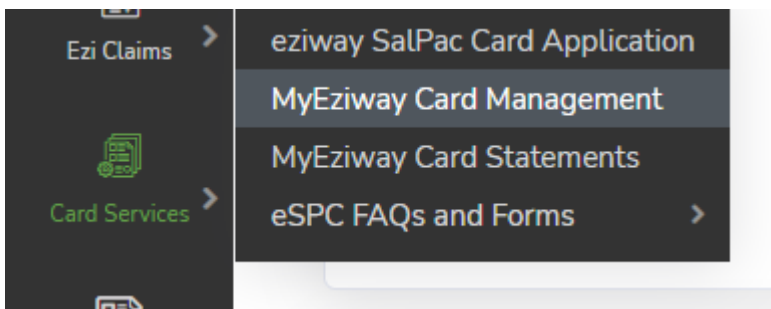 Ezi Claims
eziway SalPac Card Application
MyEziway Card Management
MyEziway Card Statements
Card Services
eSPC FAQs and Forms